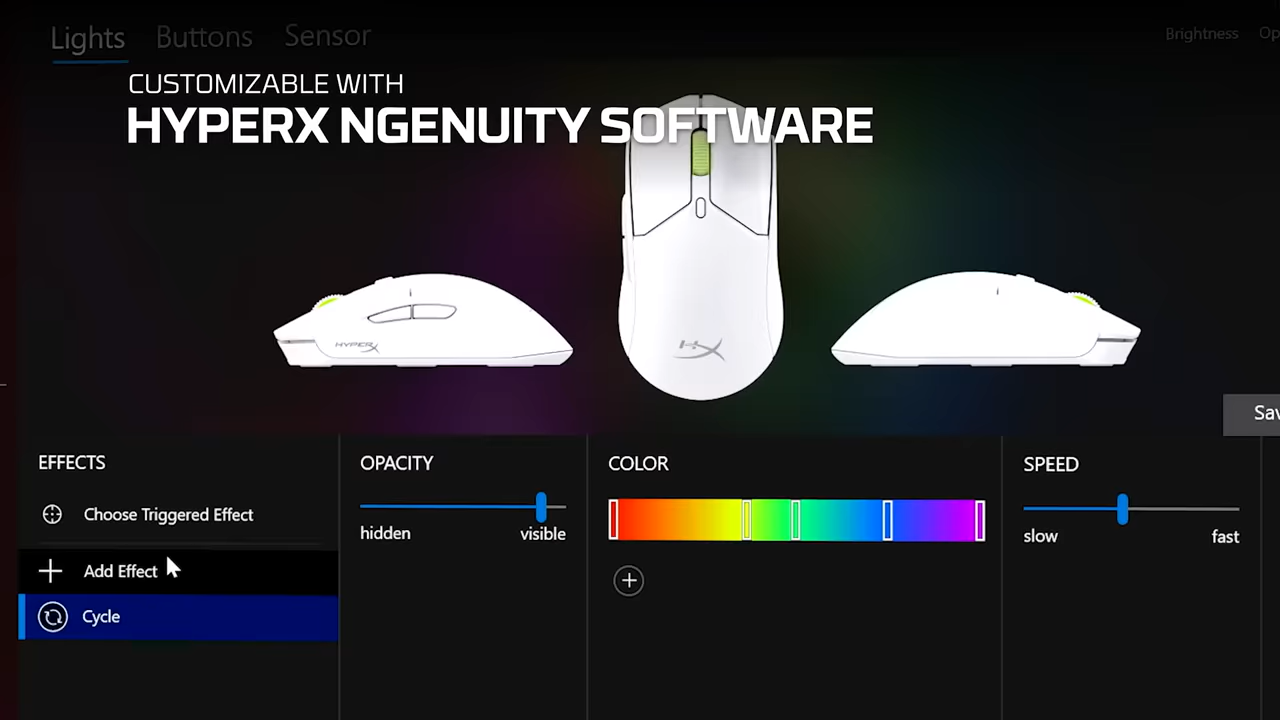 Lights Buttons Sensor
Brightness
CUSTOMIZABLE WITH
HYPERX NGENUITY SOFTWARE
HYPERX
EFFECTS
Choose Triggered Effect
Add Effect
Cycle
OPACITY
hidden visible
COLOR
SPEED
slow fast